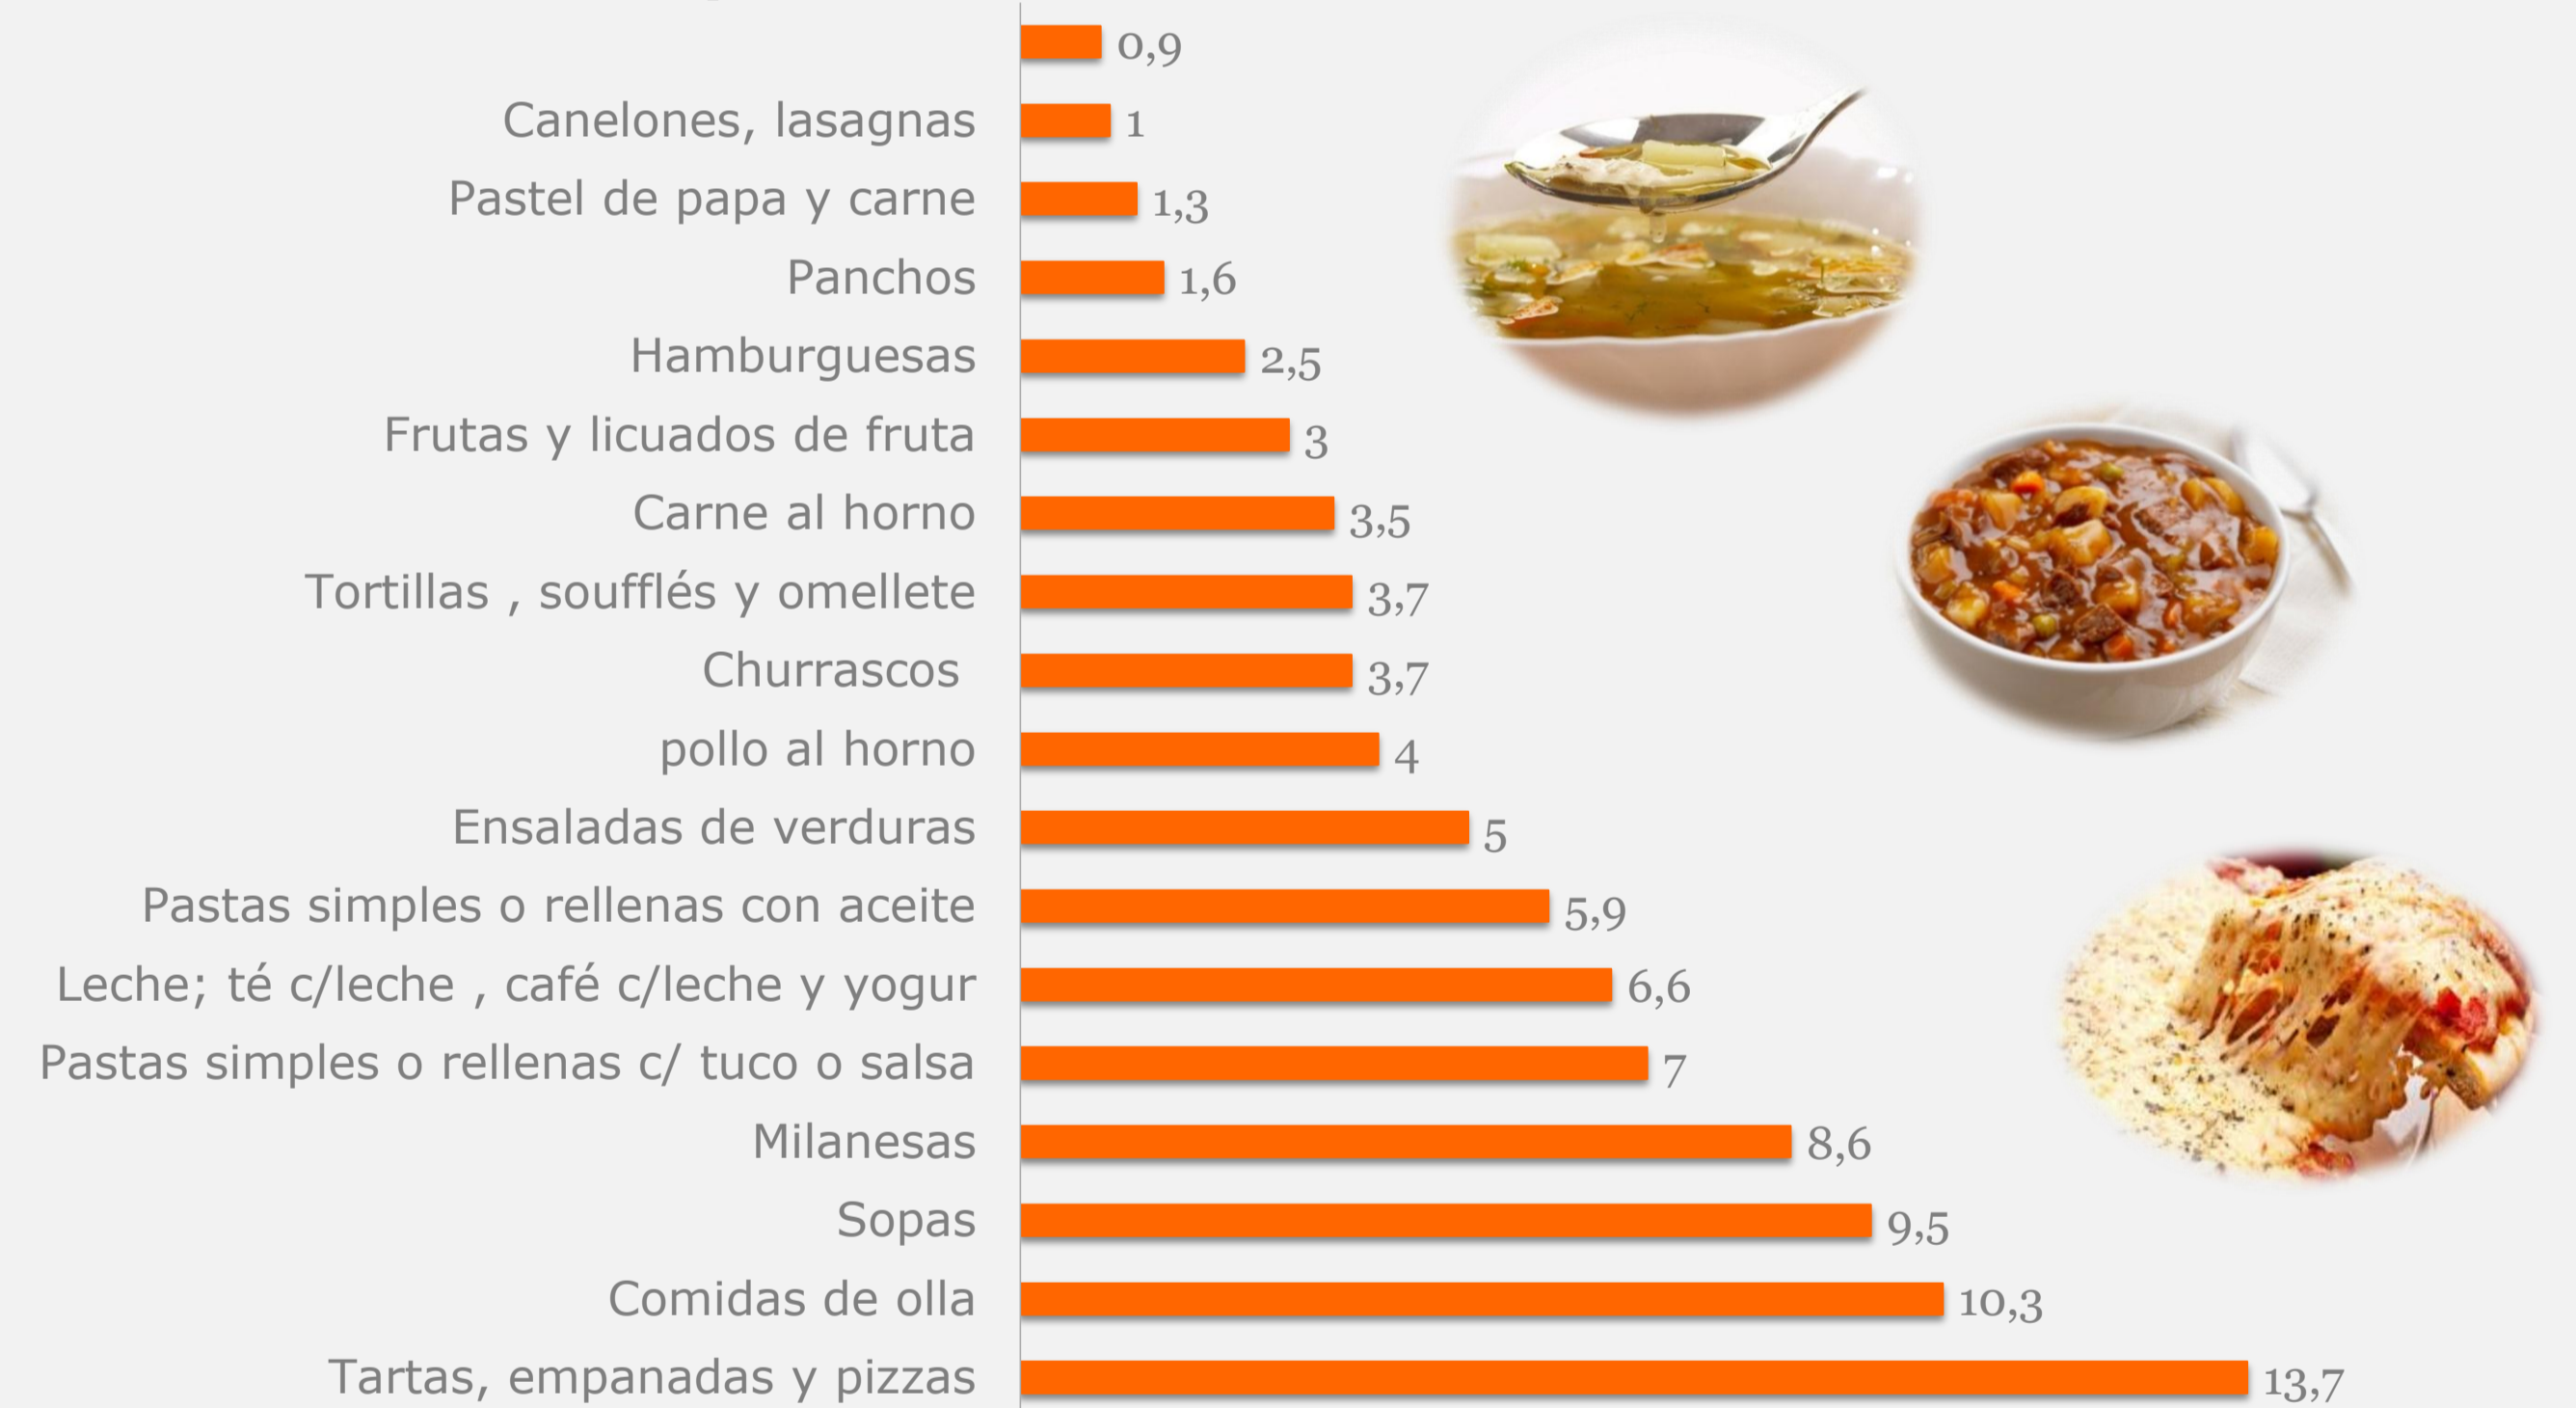 0,9
Canelones, lasagnas 1
Pastel de papa y carne 1,3
Panchos 1,6
Hamburguesas 2,5
Frutas y licuados de fruta 3
Carne al horno 3,5
Tortillas , soufflés y omellete 3,7
Churrascos 3,7
pollo al horno 4
Ensaladas de verduras 5
Pastas simples o rellenas con aceite 5,9
Leche; té c/leche , café c/leche y yogur 6,6
Pastas simples o rellenas c/ tuco o salsa 7
Milanesas 8,6
Sopas 9,5
Comidas de olla 10,3
Tartas, empanadas y pizzas 13,7